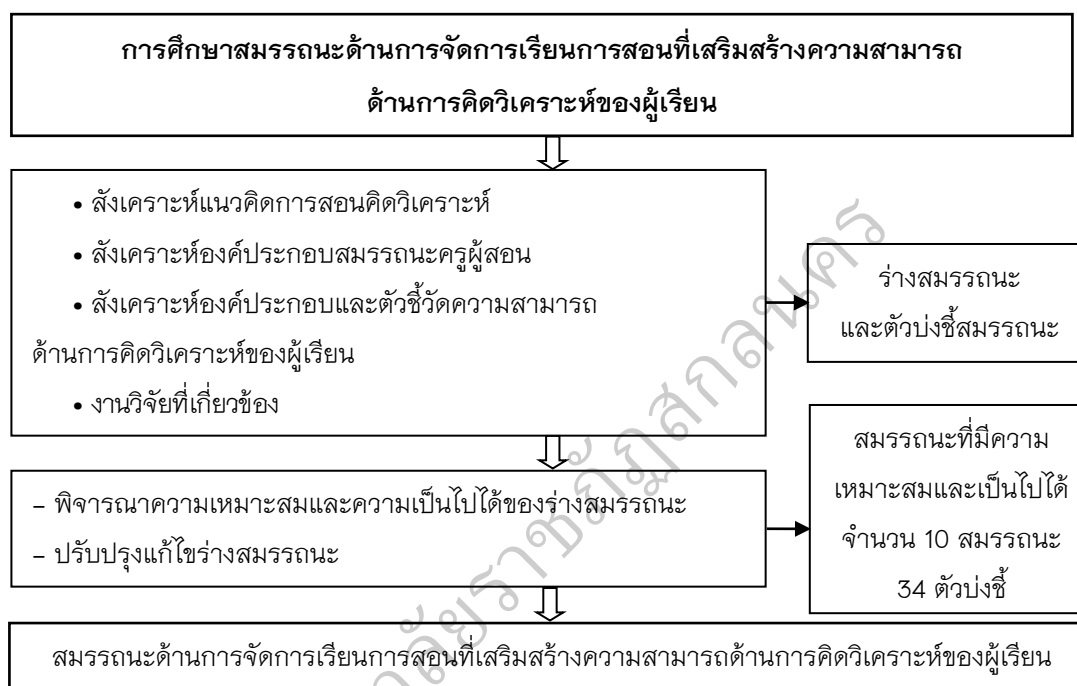 การศึกษาสมรรถนะด้านการจัดการเรียนการสอนที่เสริมสร้างความสามารถ
ด้านการคิดวิเคราะห์ของผู้เรียน
• สังเคราะห์แนวคิดการสอนคิดวิเคราะห์
• สังเคราะห์องค์ประกอบสมรรถนะครูผู้สอน
• สังเคราะห์องค์ประกอบและตัวชี้วัดความสามารถ
ด้านการคิดวิเคราะห์ของผู้เรียน
• งานวิจัยที่เกี่ยวข้อง
ร่างสมรรถนะ
และตัวบ่งชี้สมรรถนะ
– พิจารณาความเหมาะสมและความเป็นไปได้ของร่างสมรรถนะ
– ปรับปรุงแก้ไขร่างสมรรถนะ
สมรรถนะที่มีความ
เหมาะสมและเป็นไปได้
จำนวน 10 สมรรถนะ
34 ตัวบ่งชี้
สมรรถนะด้านการจัดการเรียนการสอนที่เสริมสร้างความสามารถด้านการคิดวิเคราะห์ของผู้เรียน
ลัยราชภัฏสกลนคร